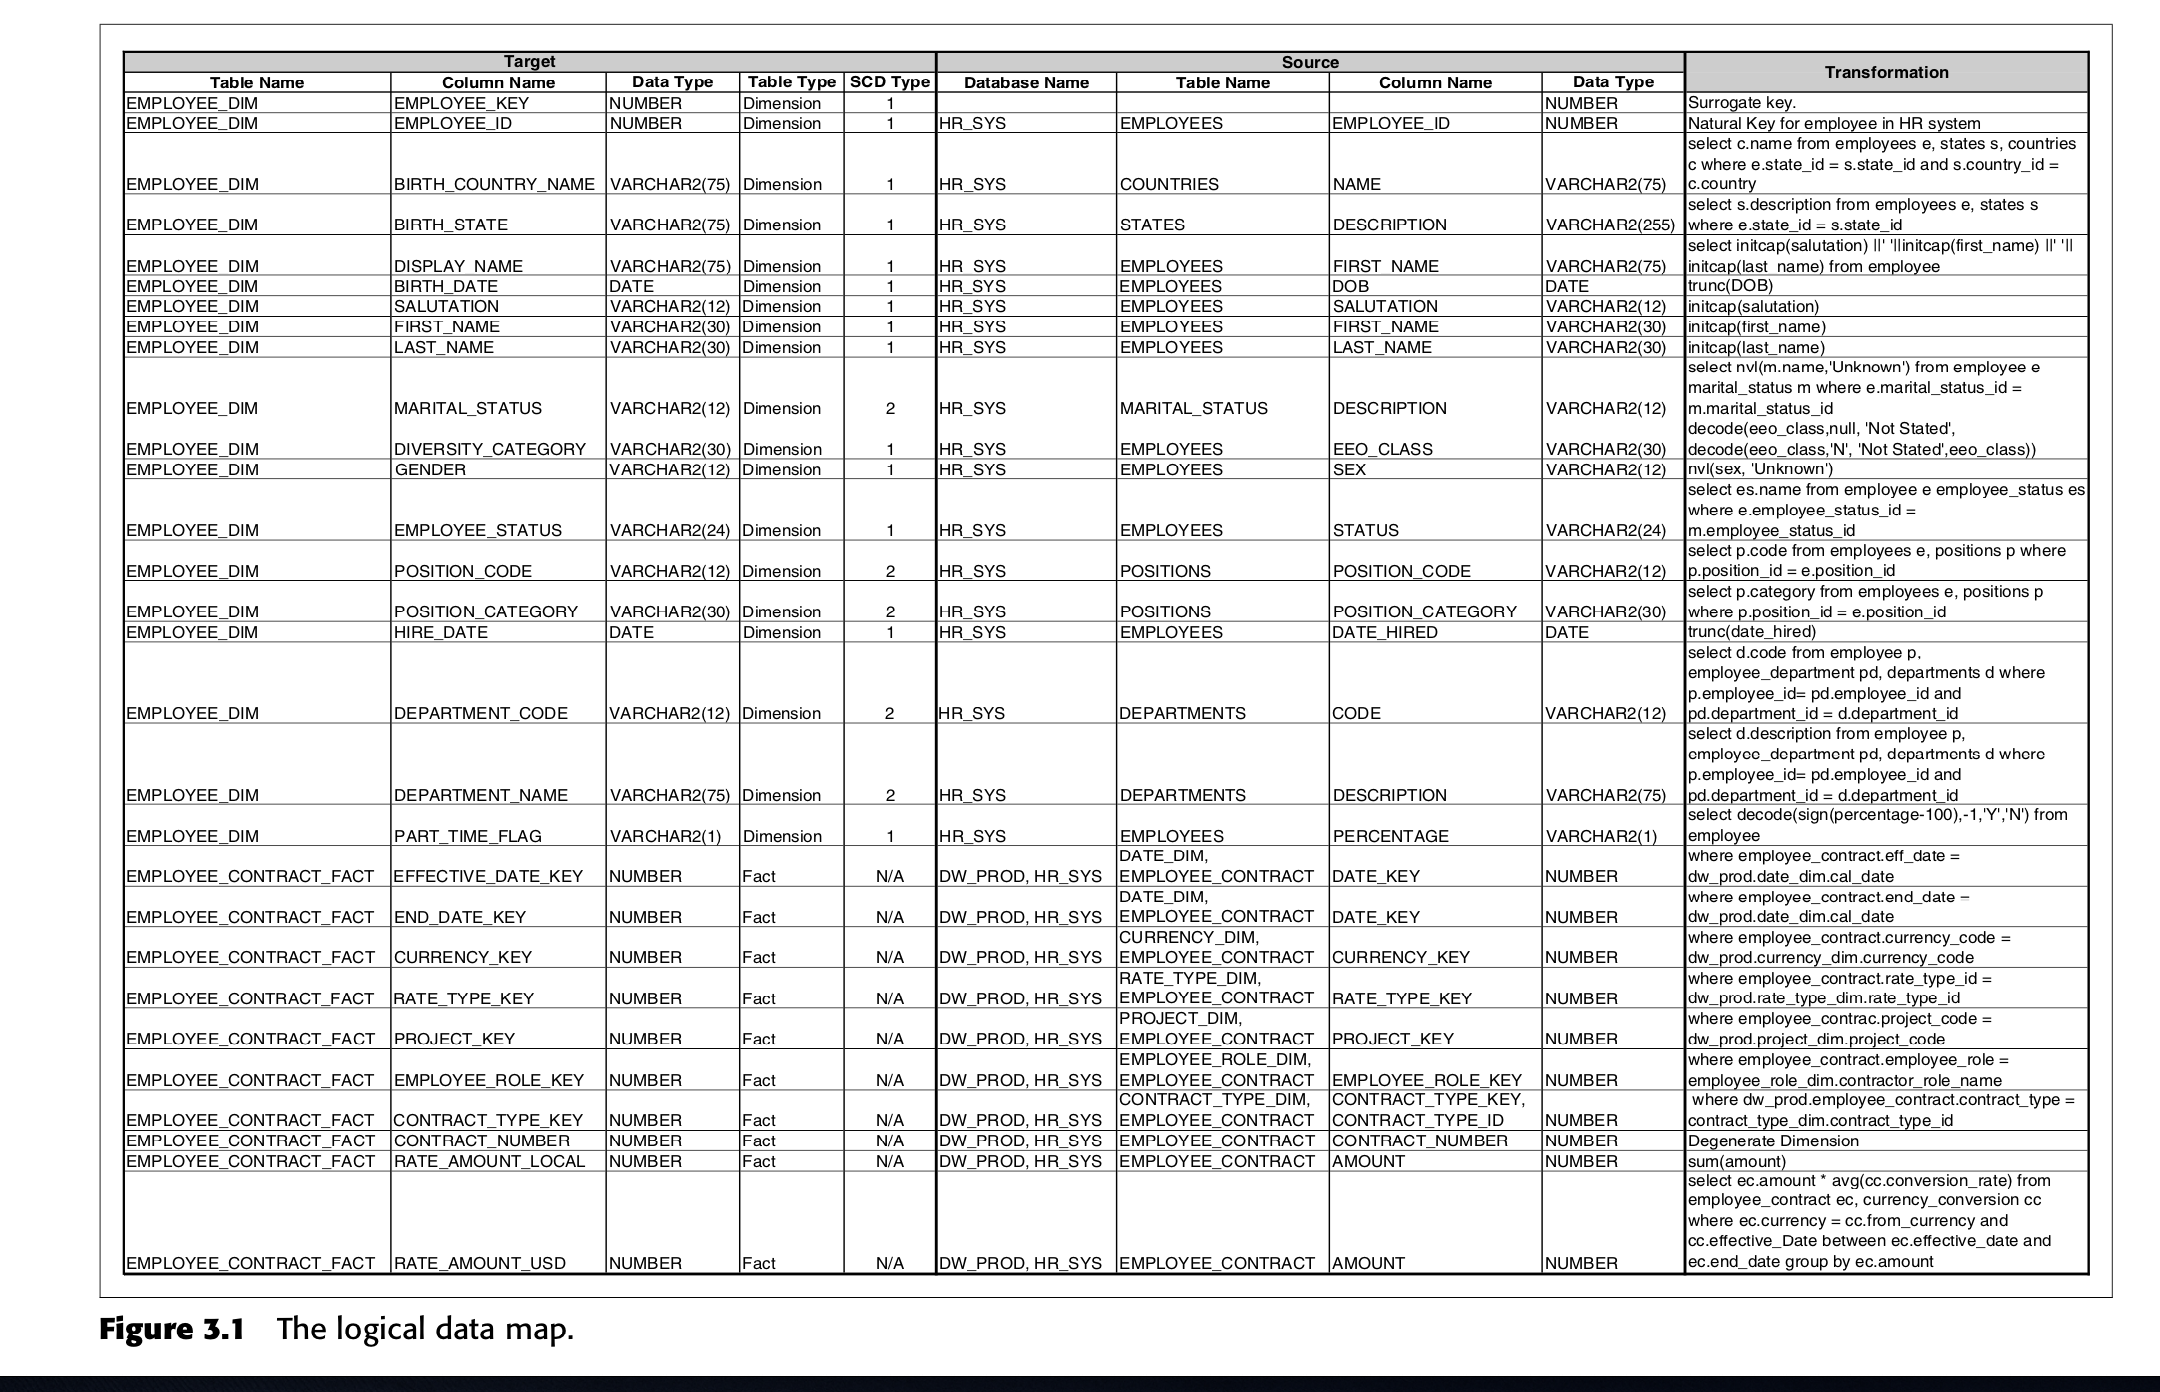 Target Source Transformation
Table Name Column Name Data Type Table Type SCD Type Database Name Table Name Column Name Data Type
EMPLOYEE_DIM EMPLOYEE_KEY NUMBER Dimension 1 NUMBER Surrogate key.
EMPLOYEE_DIM EMPLOYEE_ID NUMBER Dimension 1 HR_SYS EMPLOYEES EMPLOYEE_ID NUMBER Natural Key for employee in HR system
select c.name from employees e, states s, countries
c where e.state_id = s.state_id and s.country_id =
EMPLOYEE_DIM BIRTH_COUNTRY_NAME VARCHAR2(75) Dimension 1 HR_SYS COUNTRIES NAME VARCHAR2(75) c.country
select s.description from employees e, states s
EMPLOYEE_DIM BIRTH_STATE VARCHAR2(75) Dimension 1 HR_SYS STATES DESCRIPTION VARCHAR2(255) where e.state_id = s.state_id
select initcap(salutation) ||' '||initcap(first_name) ||' '||
EMPLOYEE_DIM DISPLAY_NAME VARCHAR2(75) Dimension 1 HR_SYS EMPLOYEES FIRST_NAME VARCHAR2(75) initcap(last_name) from employee
EMPLOYEE_DIM BIRTH_DATE DATE Dimension 1 HR_SYS EMPLOYEES DOB DATE trunc(DOB)
EMPLOYEE_DIM SALUTATION VARCHAR2(12) Dimension 1 HR_SYS EMPLOYEES SALUTATION VARCHAR2(12) initcap(salutation)
EMPLOYEE_DIM FIRST_NAME VARCHAR2(30) Dimension 1 HR_SYS EMPLOYEES FIRST_NAME VARCHAR2(30) initcap(first_name)
EMPLOYEE_DIM LAST_NAME VARCHAR2(30) Dimension 1 HR_SYS EMPLOYEES LAST_NAME VARCHAR2(30) initcap(last_name)
select nvl(m.name,'Unknown') from employee e
marital_status m where e.marital_status_id =
EMPLOYEE_DIM MARITAL_STATUS VARCHAR2(12) Dimension 2 HR_SYS MARITAL_STATUS DESCRIPTION VARCHAR2(12) m.marital_status_id
decode(eeo_class,null, 'Not Stated',
EMPLOYEE_DIM DIVERSITY_CATEGORY VARCHAR2(30) Dimension 1 HR_SYS EMPLOYEES EEO_CLASS VARCHAR2(30) decode(eeo_class,'N', 'Not Stated',eeo_class))
EMPLOYEE_DIM GENDER VARCHAR2(12) Dimension 1 HR_SYS EMPLOYEES SEX VARCHAR2(12) nvl(sex, 'Unknown')
select es.name from employee e employee_status es
where e.employee_status_id =
EMPLOYEE_DIM EMPLOYEE_STATUS VARCHAR2(24) Dimension 1 HR_SYS EMPLOYEES STATUS VARCHAR2(24) m.employee_status_id
select p.code from employees e, positions p where
EMPLOYEE_DIM POSITION_CODE VARCHAR2(12) Dimension 2 HR_SYS POSITIONS POSITION_CODE VARCHAR2(12) p.position_id = e.position_id
select p.category from employees e, positions p
EMPLOYEE_DIM POSITION_CATEGORY VARCHAR2(30) Dimension 2 HR_SYS POSITIONS POSITION_CATEGORY VARCHAR2(30) where p.position_id = e.position_id
EMPLOYEE_DIM HIRE_DATE DATE Dimension 1 HR_SYS EMPLOYEES DATE_HIRED DATE trunc(date_hired)
select d.code from employee p,
employee_department pd, departments d where
p.employee_id= pd.employee_id and
EMPLOYEE_DIM DEPARTMENT_CODE VARCHAR2(12) Dimension 2 HR_SYS DEPARTMENTS CODE VARCHAR2(12) pd.department_id = d.department_id
select d.description from employee p,
employee_department pd, departments d where
p.employee_id= pd.employee_id and
EMPLOYEE_DIM DEPARTMENT_NAME VARCHAR2(75) Dimension 2 HR_SYS DEPARTMENTS DESCRIPTION VARCHAR2(75) pd.department_id = d.department_id
select decode(sign(percentage-100),-1,'Y','N') from
EMPLOYEE_DIM PART_TIME_FLAG VARCHAR2(1) Dimension 1 HR_SYS EMPLOYEES PERCENTAGE VARCHAR2(1) employee
DATE_DIM, where employee_contract.eff_date =
EMPLOYEE_CONTRACT_FACT EFFECTIVE_DATE_KEY NUMBER Fact N/A DW_PROD, HR_SYS EMPLOYEE_CONTRACT DATE_KEY NUMBER dw_prod.date_dim.cal_date
DATE_DIM, where employee_contract.end_date =
EMPLOYEE_CONTRACT_FACT END_DATE_KEY NUMBER Fact N/A DW_PROD, HR_SYS EMPLOYEE_CONTRACT DATE_KEY NUMBER dw_prod.date_dim.cal_date
CURRENCY_DIM, where employee_contract.currency_code =
EMPLOYEE_CONTRACT_FACT CURRENCY_KEY NUMBER Fact N/A DW_PROD, HR_SYS EMPLOYEE_CONTRACT CURRENCY_KEY NUMBER dw_prod.currency_dim.currency_code
RATE_TYPE_DIM, where employee_contract.rate_type_id =
EMPLOYEE_CONTRACT_FACT RATE_TYPE_KEY NUMBER Fact N/A DW_PROD, HR_SYS EMPLOYEE_CONTRACT RATE_TYPE_KEY NUMBER dw_prod.rate_type_dim.rate_type_id
PROJECT_DIM, where employee_contrac.project_code =
EMPLOYEE_CONTRACT_FACT PROJECT_KEY NUMBER Fact N/A DW_PROD, HR_SYS EMPLOYEE_CONTRACT PROJECT_KEY NUMBER dw_prod.project_dim.project_code
EMPLOYEE_ROLE_DIM, where employee_contract.employee_role =
EMPLOYEE_CONTRACT_FACT EMPLOYEE_ROLE_KEY NUMBER Fact N/A DW_PROD, HR_SYS EMPLOYEE_CONTRACT EMPLOYEE_ROLE_KEY NUMBER employee_role_dim.contractor_role_name
CONTRACT_TYPE_DIM, CONTRACT_TYPE_KEY, where dw_prod.employee_contract.contract_type =
EMPLOYEE_CONTRACT_FACT CONTRACT_TYPE_KEY NUMBER Fact N/A DW_PROD, HR_SYS EMPLOYEE_CONTRACT CONTRACT_TYPE_ID NUMBER contract_type_dim.contract_type_id
EMPLOYEE_CONTRACT_FACT CONTRACT_NUMBER NUMBER Fact N/A DW_PROD, HR_SYS EMPLOYEE_CONTRACT CONTRACT_NUMBER NUMBER Degenerate Dimension
EMPLOYEE_CONTRACT_FACT RATE_AMOUNT_LOCAL NUMBER Fact N/A DW_PROD, HR_SYS EMPLOYEE_CONTRACT AMOUNT NUMBER sum(amount)
select ec.amount * avg(cc.conversion_rate) from
employee_contract ec, currency_conversion cc
where ec.currency = cc.from_currency and
cc.effective_Date between ec.effective_date and
EMPLOYEE_CONTRACT_FACT RATE_AMOUNT_USD NUMBER Fact N/A DW_PROD, HR_SYS EMPLOYEE_CONTRACT AMOUNT NUMBER ec.end_date group by ec.amount
Figure 3.1 The logical data map.